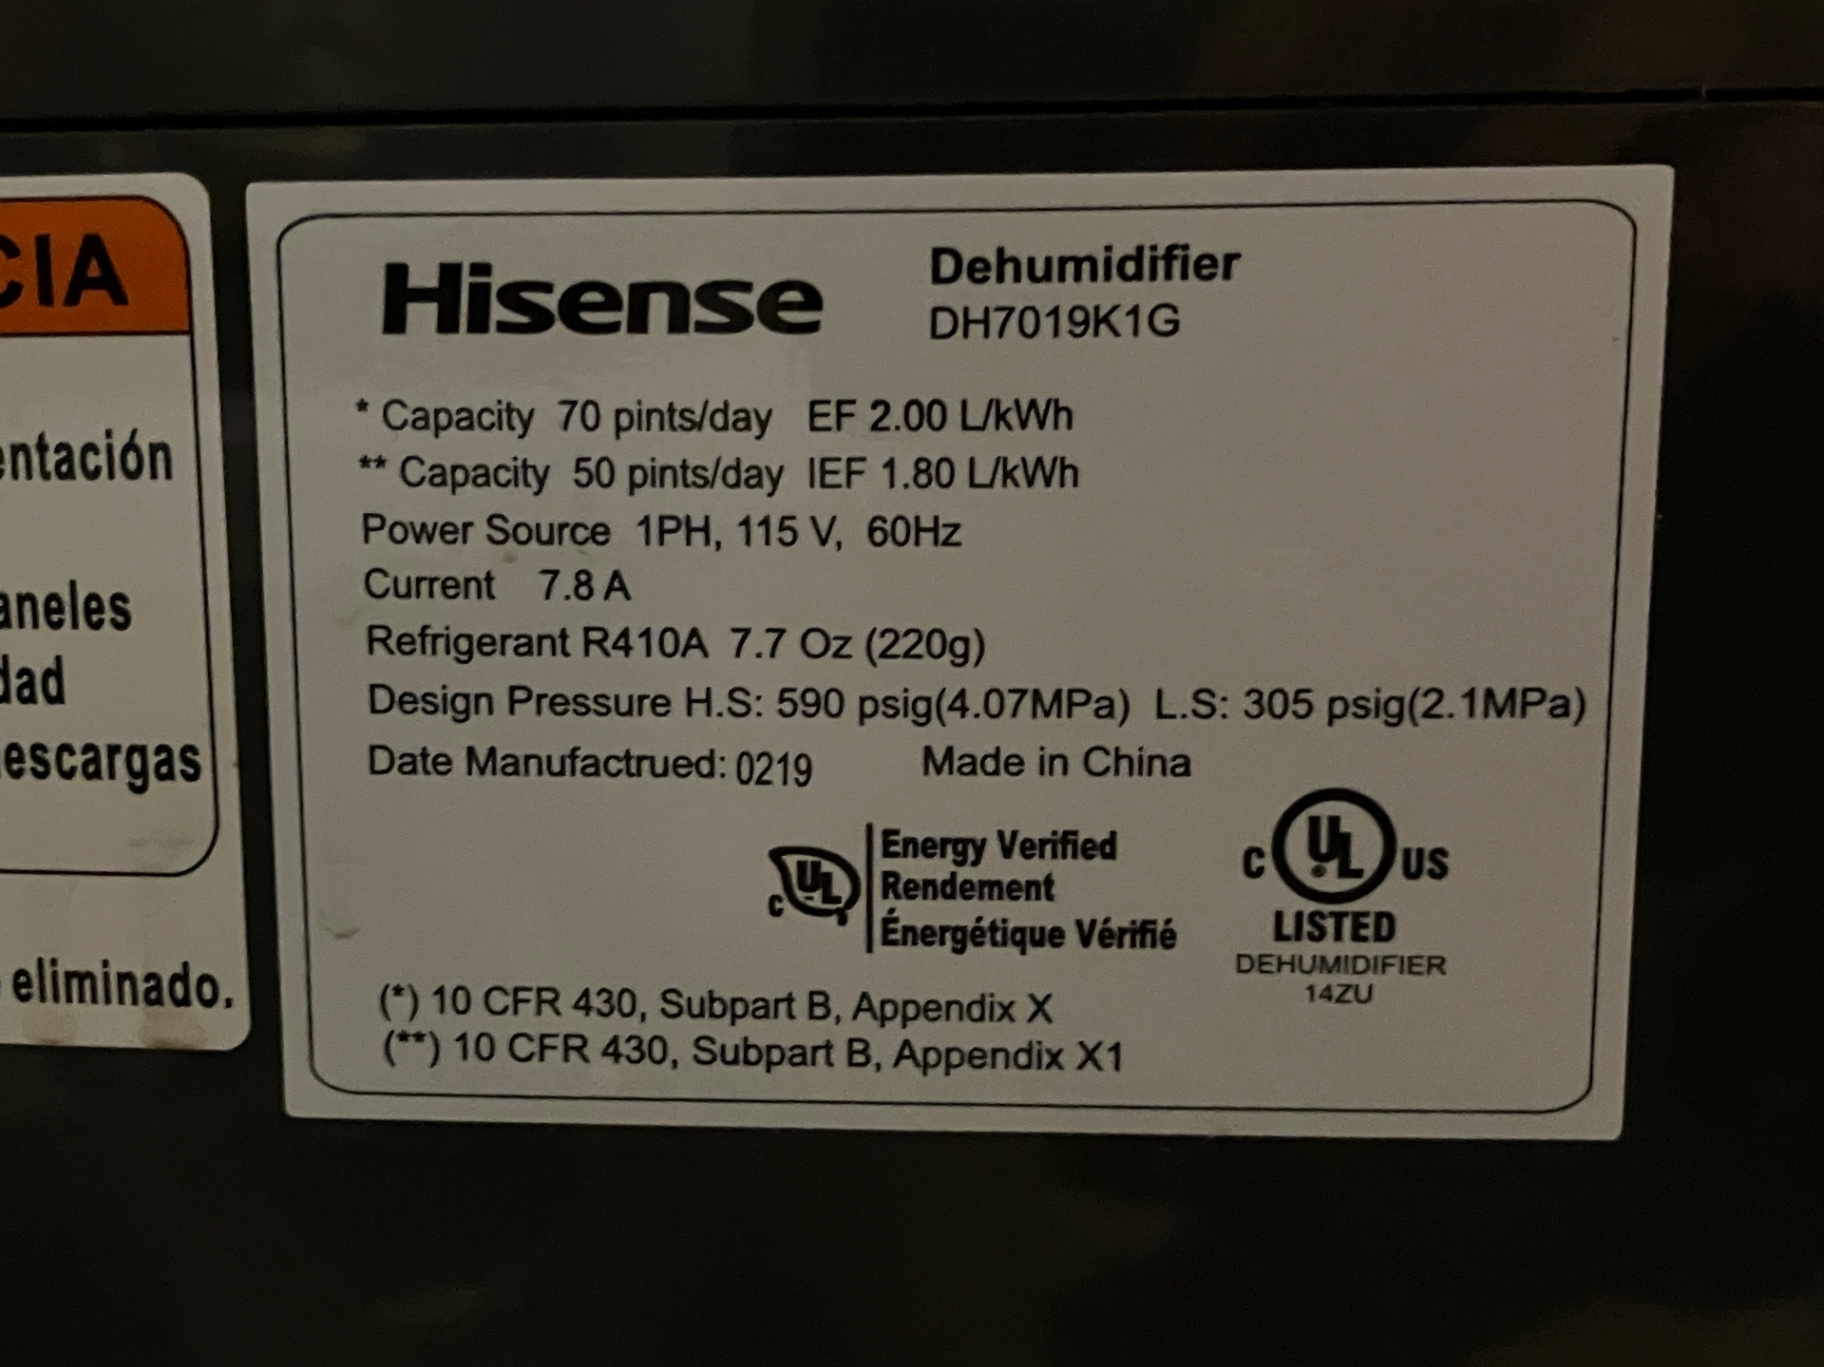 CIA
entación
aneles
dad
escargas
eliminado.
Hisense
Dehumidifier
DH7019K1G
* Capacity 70 pints/day EF 2.00 L/kWh
** Capacity 50 pints/day IEF 1.80 L/kWh
Power Source 1PH, 115 V, 60Hz
Current 7.8 A
Refrigerant R410A 7.7 Oz (220g)
Design Pressure H.S: 590 psig(4.07MPa) L.S: 305 psig(2.1MPa)
Date Manufactrued: 0219 Made in China
C UL
Energy Verified
Rendement
Énergétique Vérifié
C UL US
LISTED
DEHUMIDIFIER
14ZU
(*) 10 CFR 430, Subpart B, Appendix X
(**) 10 CFR 430, Subpart B, Appendix X1